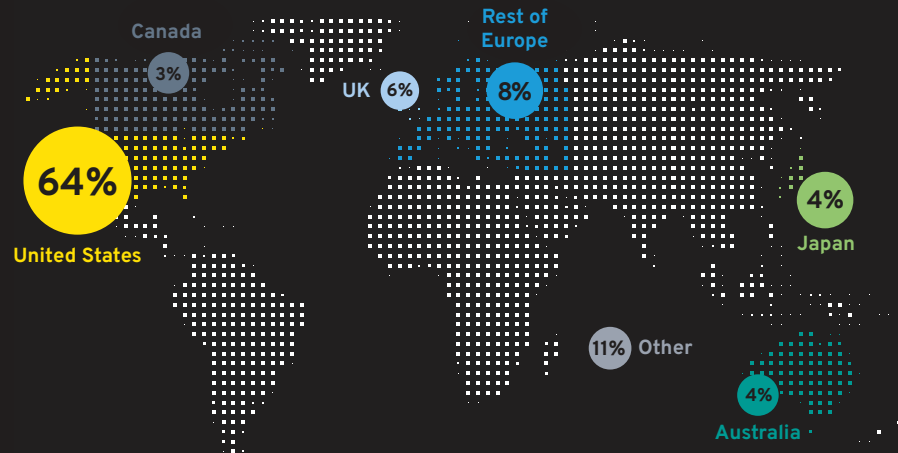 Canada
3%
Rest of
Europe
8%
UK 6%
64%
United States
4%
Japan
11% Other
4%
Australia